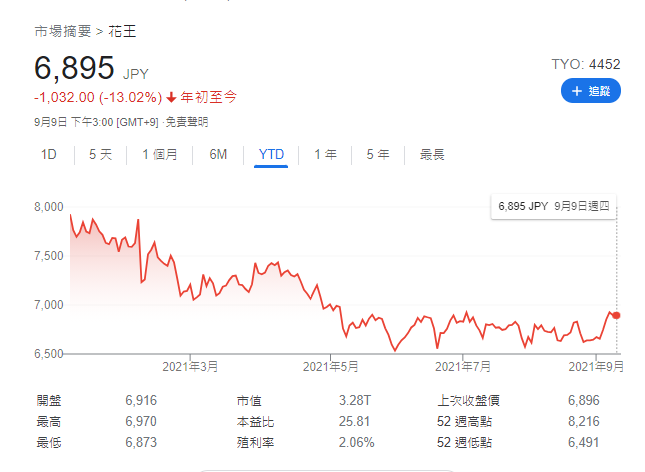 市場摘要 > 花王
6,895 JPY
TYO: 4452
-1,032.00 (-13.02%) 年初至今
+ 追蹤
9月9日 下午3:00 [GMT+9] ·免責聲明
1D 5 天 1 個月 6M YTD 1 年 5 年 最長
6,895 JPY 9月9日週四
8,000
7,500
7,000
6,500
2021年3月 2021年5月 2021年7月 2021年9月
開盤 6,916 市值 3.28T 上次收盤價 6,896
最高 6,970 本益比 25.81 52 週高點 8,216
最低 6,873 殖利率 2.06% 52 週低點 6,491